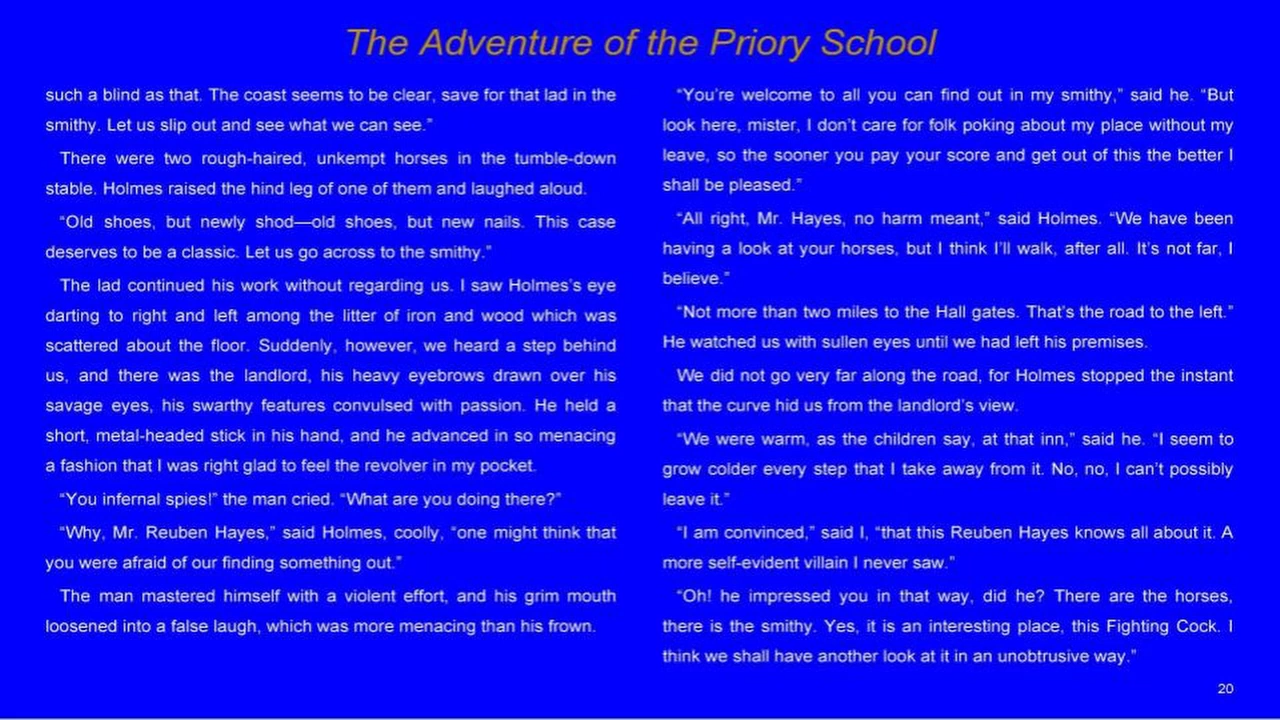 The Adventure of the Priory School
such a blind as that. The coast seems to be clear, save for that lad in the
smithy. Let us slip out and see what we can see.”
There were two rough-haired, unkempt horses in the tumble-down
stable. Holmes raised the hind leg of one of them and laughed aloud.
“Old shoes, but newly shod—old shoes, but new nails. This case
deserves to be a classic. Let us go across to the smithy.”
The lad continued his work without regarding us. I saw Holmes’s eye
darting to right and left among the litter of iron and wood which was
scattered about the floor. Suddenly, however, we heard a step behind
us, and there was the landlord, his heavy eyebrows drawn over his
savage eyes, his swarthy features convulsed with passion. He held a
short, metal-headed stick in his hand, and he advanced in so menacing
a fashion that I was right glad to feel the revolver in my pocket.
“You infernal spies!” the man cried. “What are you doing there?”
“Why, Mr. Reuben Hayes,” said Holmes, coolly, “one might think that
you were afraid of our finding something out.”
The man mastered himself with a violent effort, and his grim mouth
loosened into a false laugh, which was more menacing than his frown.
“You’re welcome to all you can find out in my smithy,” said he. “But
look here, mister, I don’t care for folk poking about my place without my
leave, so the sooner you pay your score and get out of this the better I
shall be pleased.”
“All right, Mr. Hayes, no harm meant,” said Holmes. “We have been
having a look at your horses, but I think I’ll walk, after all. It’s not far, I
believe.”
“Not more than two miles to the Hall gates. That’s the road to the left.”
He watched us with sullen eyes until we had left his premises.
We did not go very far along the road, for Holmes stopped the instant
that the curve hid us from the landlord’s view.
“We were warm, as the children say, at that inn,” said he. “I seem to
grow colder every step that I take away from it. No, no, I can’t possibly
leave it.”
“I am convinced,” said I, “that this Reuben Hayes knows all about it. A
more self-evident villain I never saw.”
“Oh! he impressed you in that way, did he? There are the horses,
there is the smithy. Yes, it is an interesting place, this Fighting Cock. I
think we shall have another look at it in an unobtrusive way.”
20